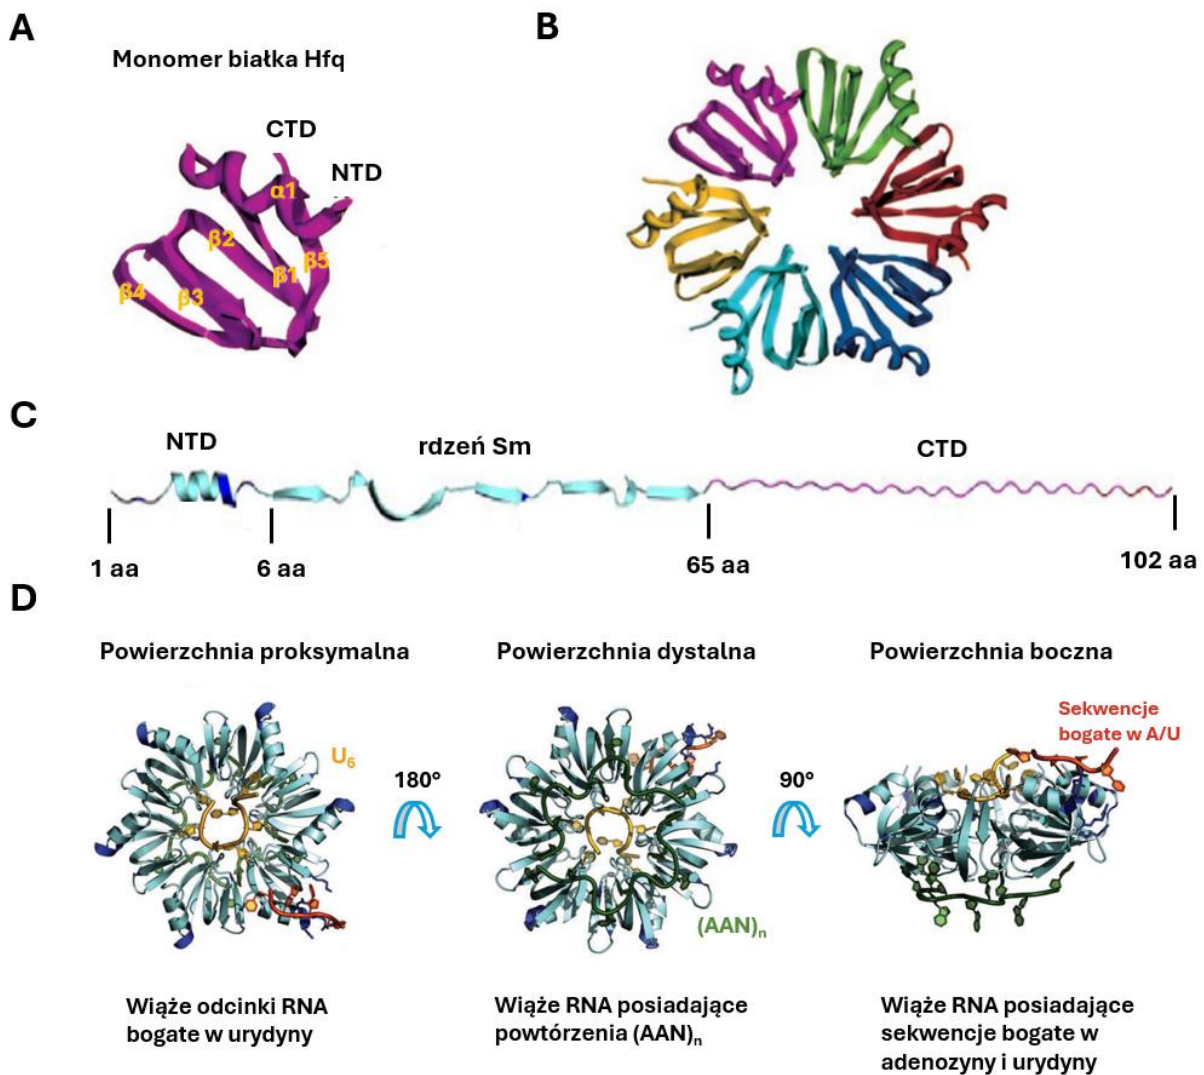 A
Monomer białka Hfq
CTD
NTD
α1
β2
β1
β5
β4
β3
B
C
NTD
rdzeń Sm
CTD
1 aa
6 aa
65 aa
102 aa
D
Powierzchnia proksymalna
Powierzchnia dystalna
Powierzchnia boczna
U₆
180°
90°
(AAN)ₙ
Sekwencje
bogate w A/U
Wiąże odcinki RNA
bogate w urydyny
Wiąże RNA posiadające
powtórzenia (AAN)ₙ
Wiąże RNA posiadające
sekwencje bogate w
adenozyny i urydyny